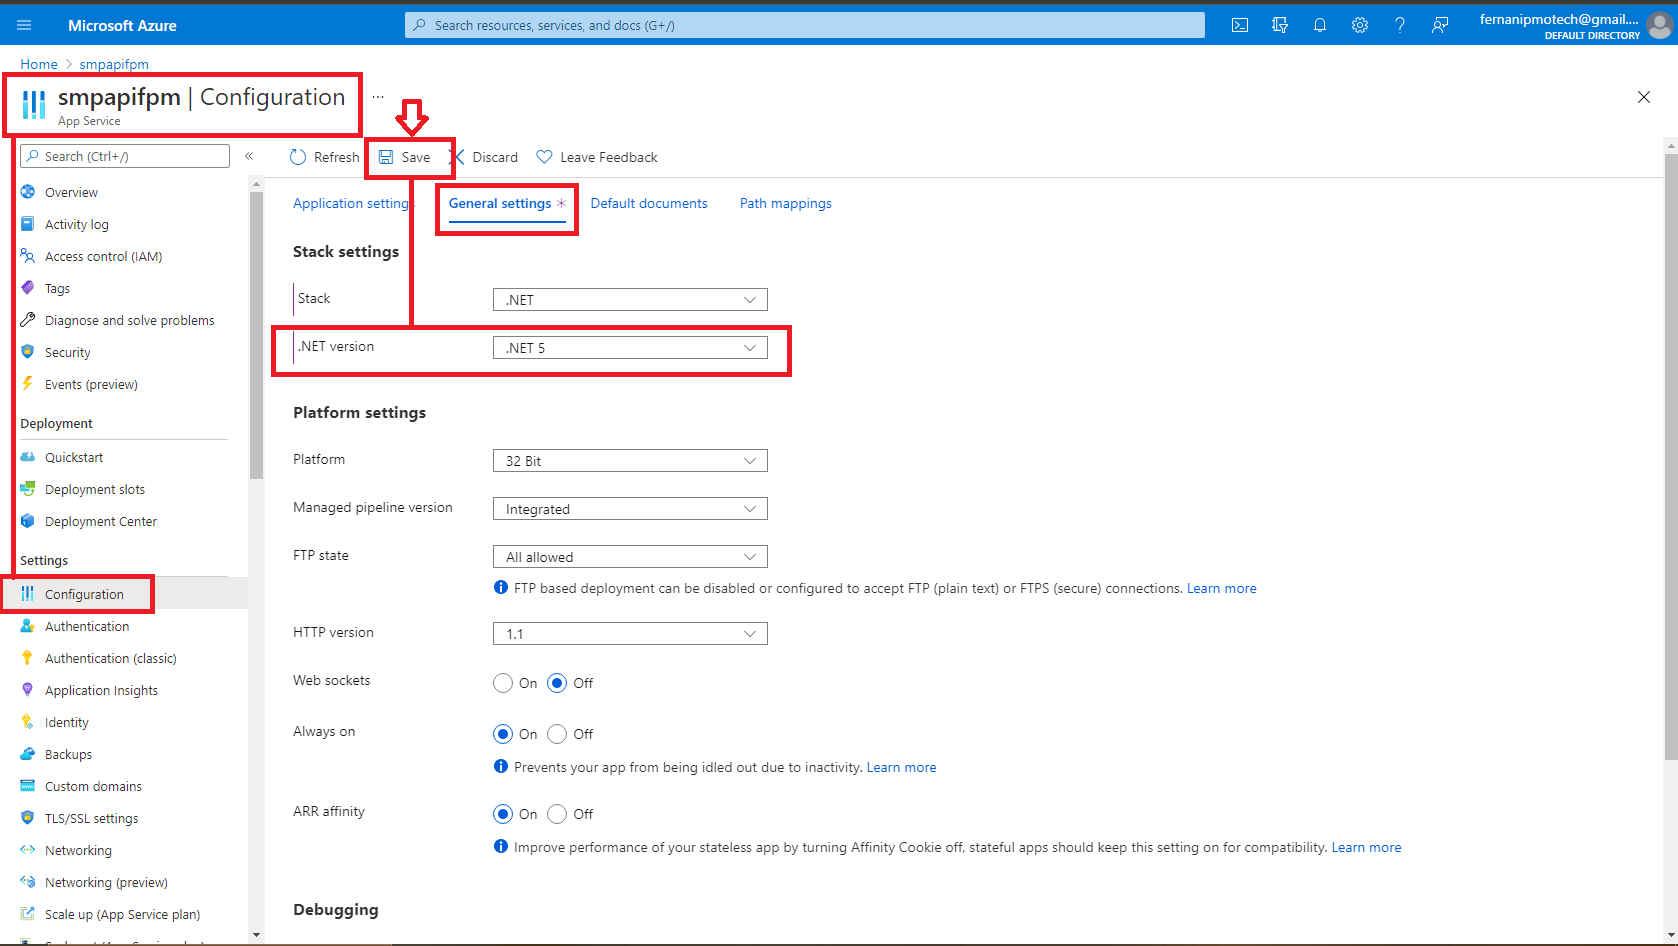 Microsoft Azure
Search resources, services, and docs (G+/)
fernanipmotech@gmail....
DEFAULT DIRECTORY
Home > smpapifpm
smpapifpm | Configuration ...
App Service
Search (Ctrl+/)
«
Refresh
Save
Discard
Leave Feedback
Overview
Activity log
Access control (IAM)
Tags
Diagnose and solve problems
Security
Events (preview)
Deployment
Quickstart
Deployment slots
Deployment Center
Settings
Configuration
Authentication
Authentication (classic)
Application Insights
Identity
Backups
Custom domains
TLS/SSL settings
Networking
Networking (preview)
Scale up (App Service plan)
Application settings
General settings *
Default documents
Path mappings
Stack settings
Stack
.NET
.NET version
.NET 5
Platform settings
Platform
32 Bit
Managed pipeline version
Integrated
FTP state
All allowed
FTP based deployment can be disabled or configured to accept FTP (plain text) or FTPS (secure) connections. Learn more
HTTP version
1.1
Web sockets
On Off
Always on
On Off
Prevents your app from being idled out due to inactivity. Learn more
ARR affinity
On Off
Improve performance of your stateless app by turning Affinity Cookie off, stateful apps should keep this setting on for compatibility. Learn more
Debugging